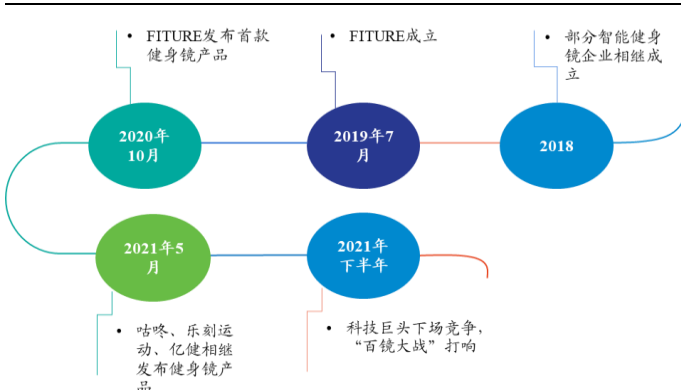 FITURE发布首款
健身镜产品
FITURE成立
部分智能健身
镜企业相继成
立
2020年
10月
2019年7
月
2018
2021年5
月
2021年
下半年
咕咚、乐刻运
动、亿健相继
发布健身镜产
品
科技巨头下场竞争，
“百镜大战”打响